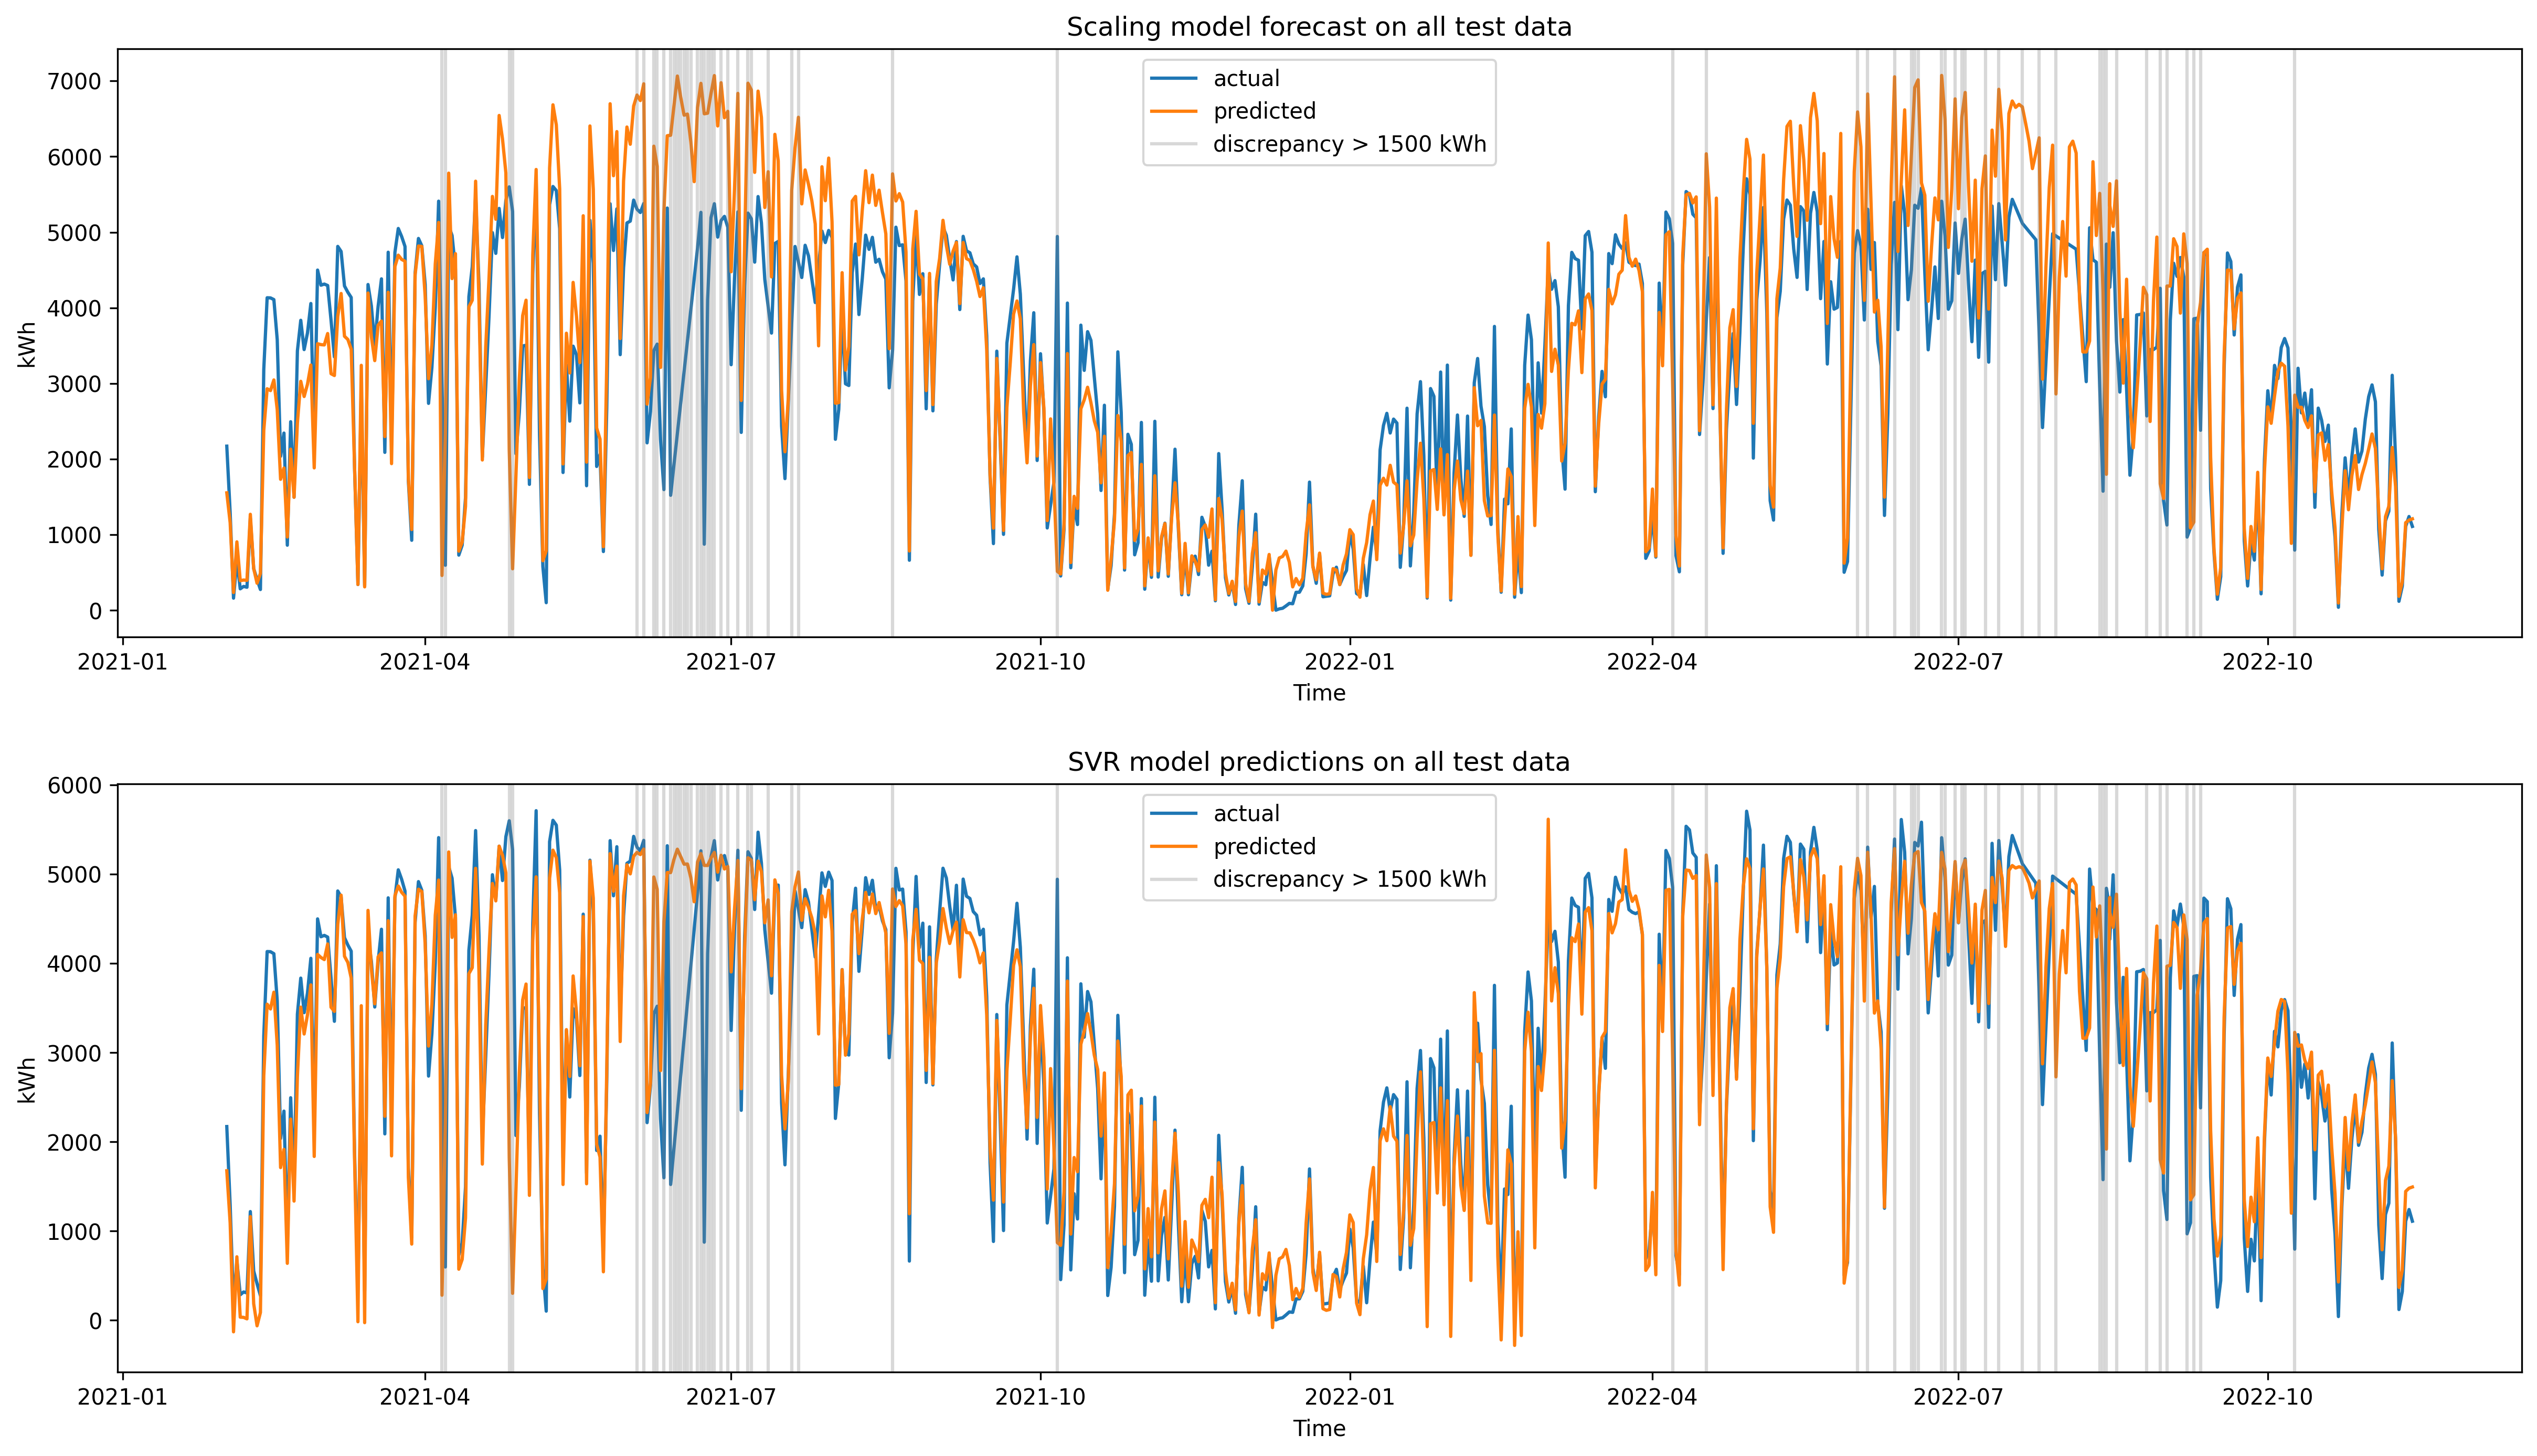 Scaling model forecast on all test data
7000
6000
5000
4000
3000
2000
1000
0
kWh
actual
predicted
discrepancy > 1500 kWh
2021-01 2021-04 2021-07 2021-10 2022-01 2022-04 2022-07 2022-10
Time
SVR model predictions on all test data
6000
5000
4000
3000
2000
1000
0
kWh
actual
predicted
discrepancy > 1500 kWh
2021-01 2021-04 2021-07 2021-10 2022-01 2022-04 2022-07 2022-10
Time